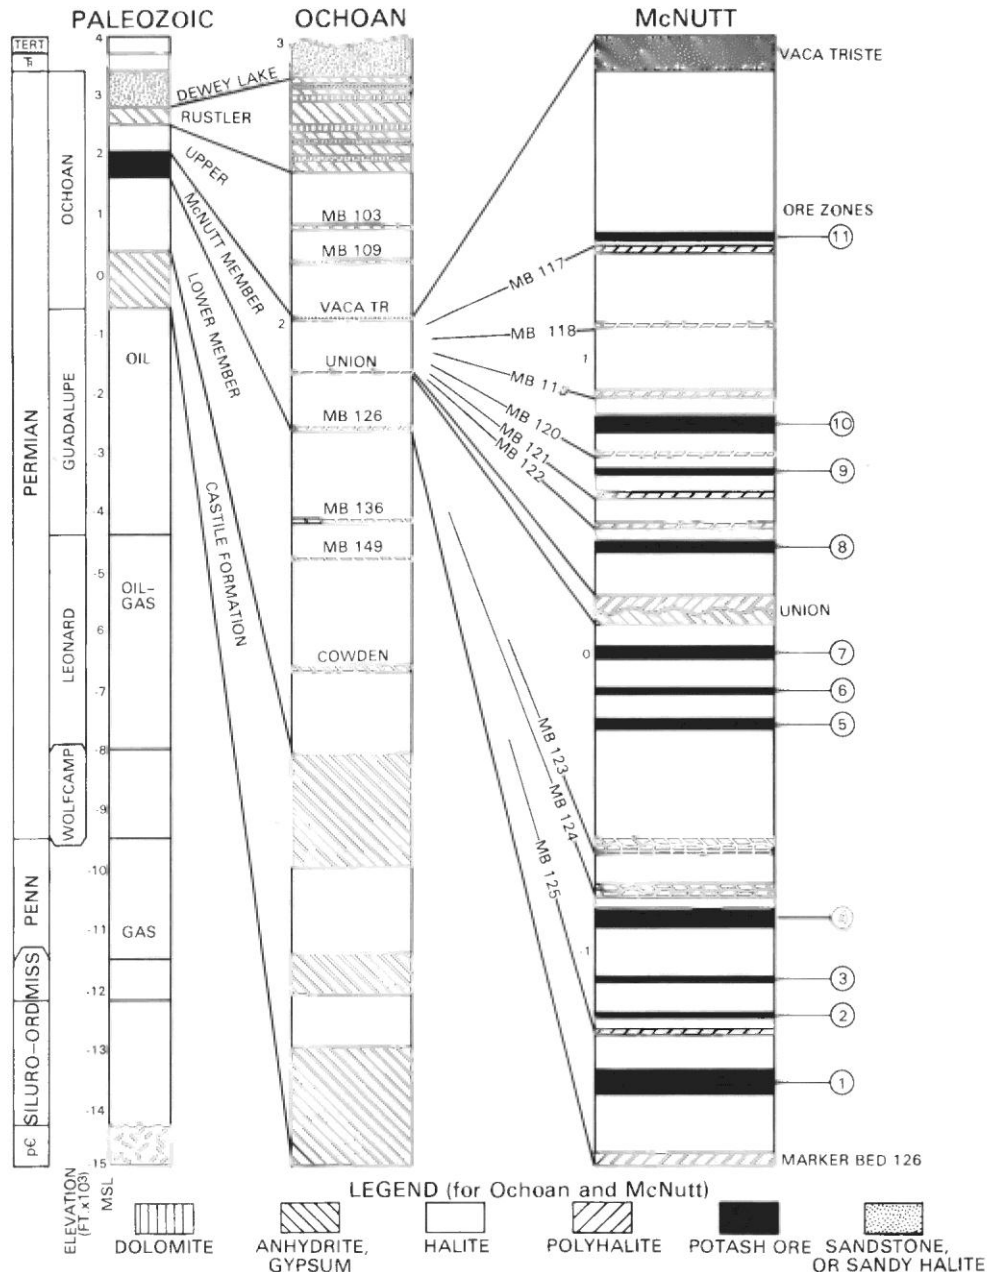 PALEOZOIC
OCHOAN
McNUTT
TERT
PERMIAN
PENN
MISS
SILURO-ORD
p€
OCHOAN
GUADALUPE
LEONARD
WOLFCAMP
4
3
2
1
0
-1
-2
-3
-4
-5
6
-7
-8
-9
-10
-11
-12
-13
-14
15
OIL
OIL-
GAS
GAS
DEWEY LAKE
RUSTLER
UPPER
McNUTT MEMBER
LOWER MEMBER
CASTILE FORMATION
3
MB 103
MB 109
VACA TR
2
UNION
MB 126
MB 136
MB 149
COWDEN
MB 117
MB 118
MB 11
MB 120
MB 121
MB 122
MB 123
MB 124
MB 125
1
0
-1
VACA TRISTE
ORE ZONES
11
10
9
8
UNION
7
6
5
3
2
1
MARKER BED 126
ELEVATION
(FT.x10³)
MSL
LEGEND (for Ochoan and McNutt)
DOLOMITE
ANHYDRITE,
GYPSUM
HALITE
POLYHALITE
POTASH ORE
SANDSTONE,
OR SANDY HALITE